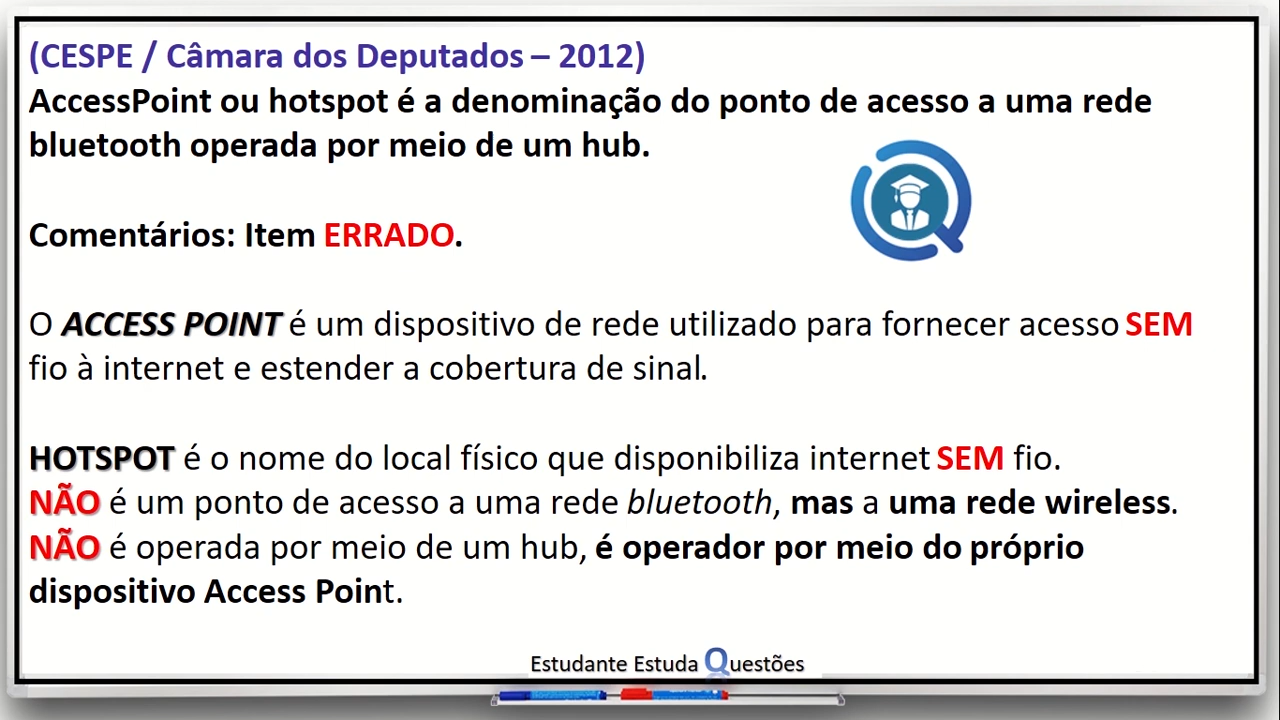 (CESPE / Câmara dos Deputados – 2012)
AccessPoint ou hotspot é a denominação do ponto de acesso a uma rede
bluetooth operada por meio de um hub.
Comentários: Item ERRADO.
O ACCESS POINT é um dispositivo de rede utilizado para fornecer acesso SEM
fio à internet e estender a cobertura de sinal.
HOTSPOT é o nome do local físico que disponibiliza internet SEM fio.
NÃO é um ponto de acesso a uma rede bluetooth, mas a uma rede wireless.
NÃO é operada por meio de um hub, é operador por meio do próprio
dispositivo Access Point.
Estudante Estuda Questões